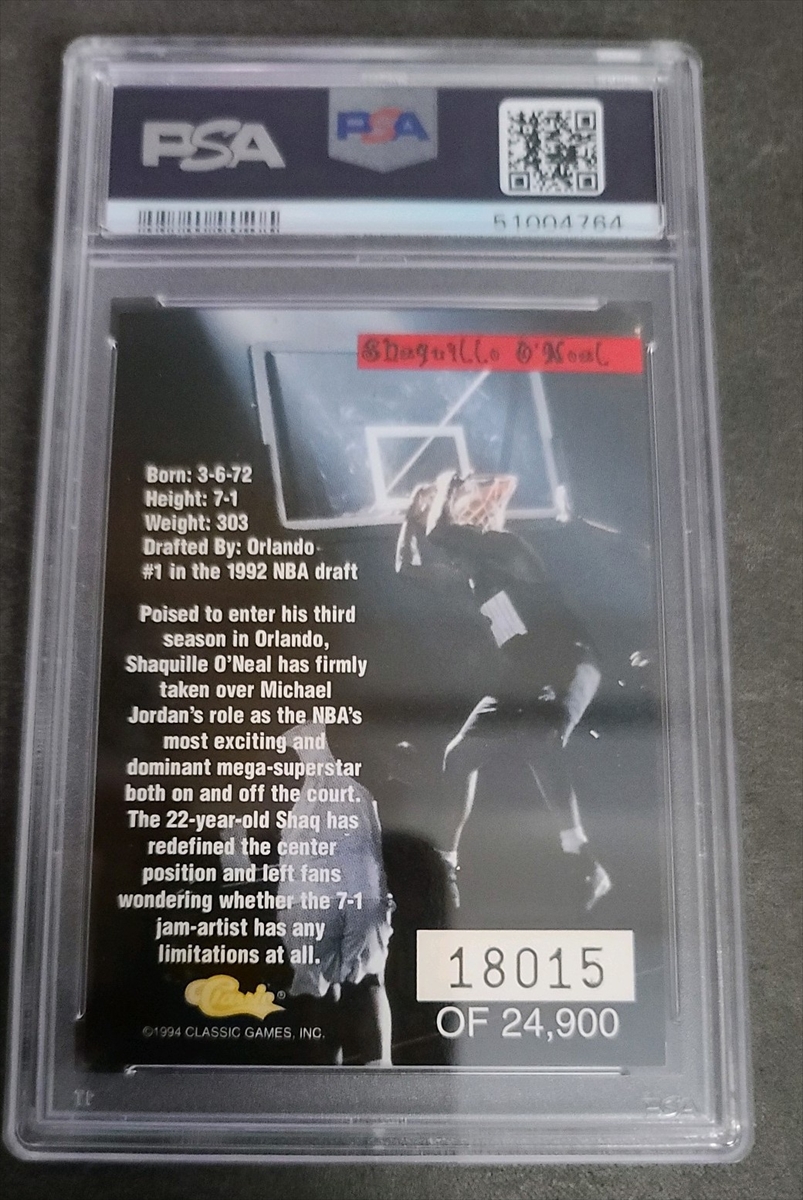 PSA
PSA
51004764
Shaquille O'Neal
Born: 3-6-72
Height: 7-1
Weight: 303
Drafted By: Orlando
#1 in the 1992 NBA draft
Poised to enter his third
season in Orlando,
Shaquille O'Neal has firmly
taken over Michael
Jordan's role as the NBA's
most exciting and
dominant mega-superstar
both on and off the court.
The 22-year-old Shaq has
redefined the center
position and left fans
wondering whether the 7-1
jam-artist has any
limitations at all.
Classic®
©1994 CLASSIC GAMES, INC.
18015
OF 24,900